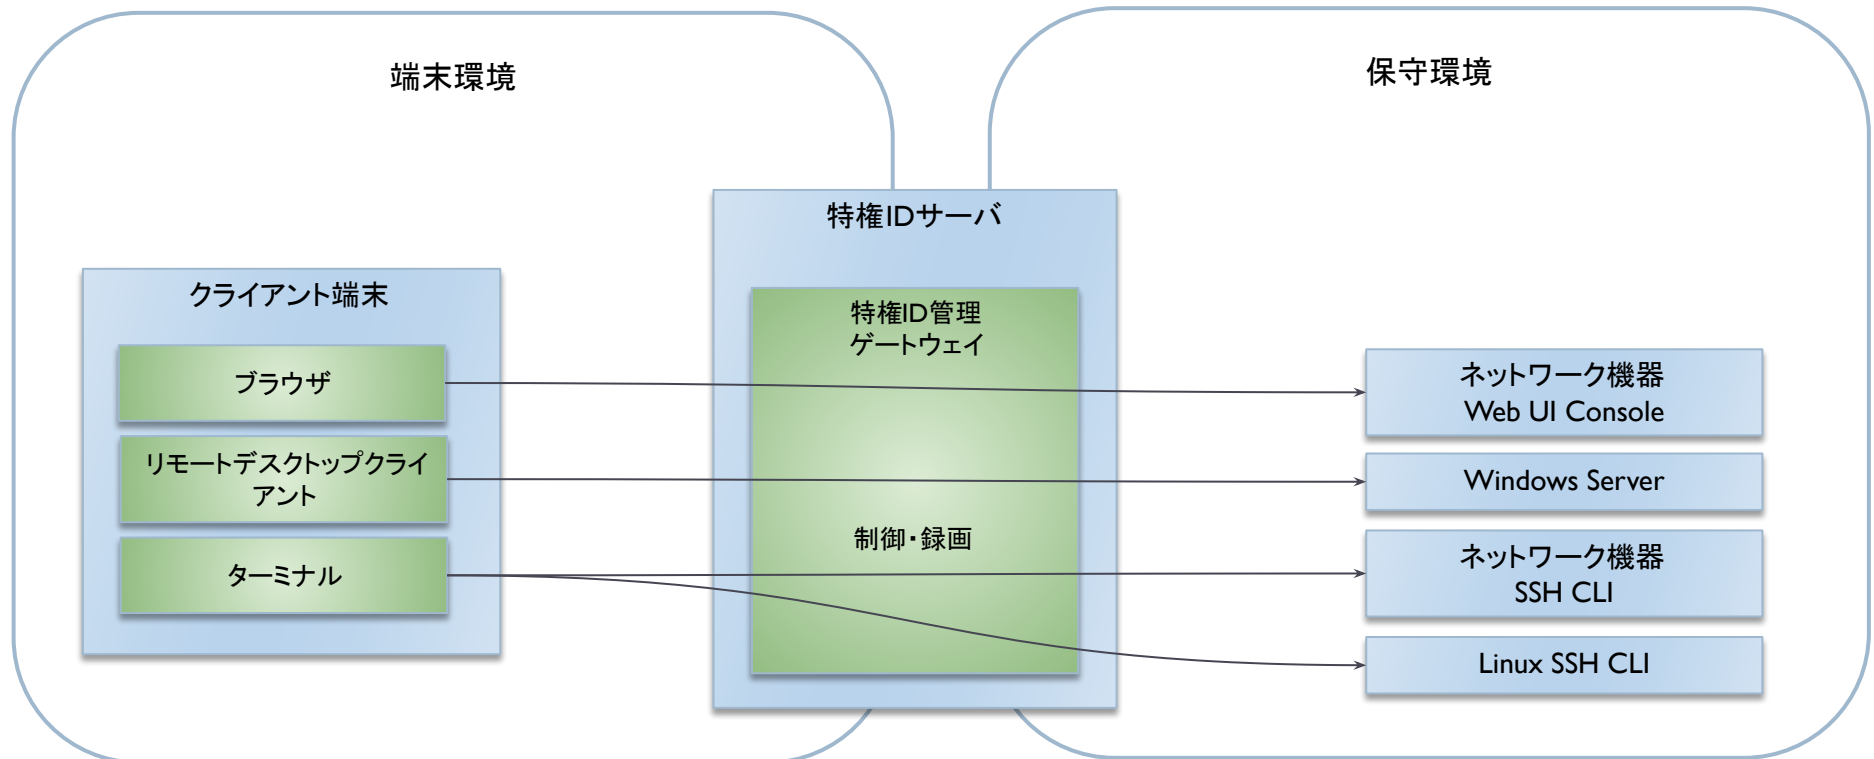 端末環境
保守環境
特権IDサーバ
クライアント端末
特権ID管理
ゲートウェイ
ブラウザ
リモートデスクトップクライ
アント
ターミナル
制御・録画
ネットワーク機器
Web UI Console
Windows Server
ネットワーク機器
SSH CLI
Linux SSH CLI